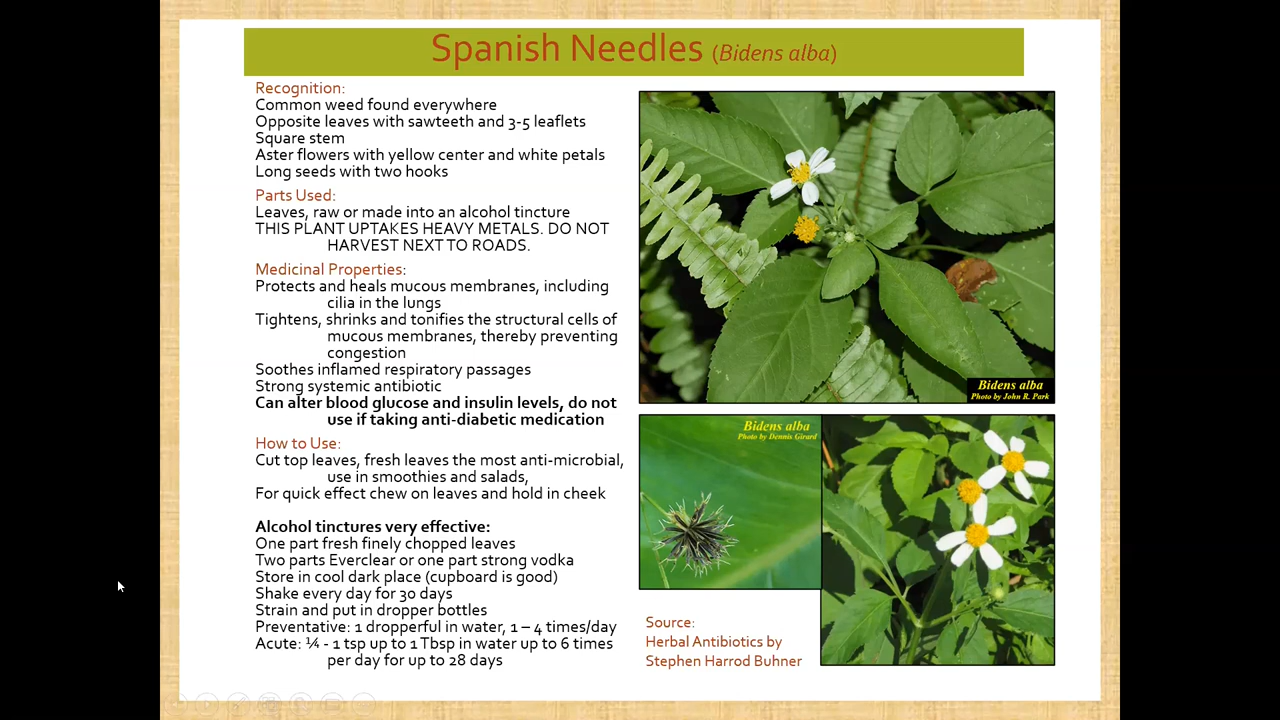 Spanish Needles (Bidens alba)
Recognition:
Common weed found everywhere
Opposite leaves with sawteeth and 3-5 leaflets
Square stem
Aster flowers with yellow center and white petals
Long seeds with two hooks
Parts Used:
Leaves, raw or made into an alcohol tincture
THIS PLANT UPTAKES HEAVY METALS. DO NOT
HARVEST NEXT TO ROADS.
Medicinal Properties:
Protects and heals mucous membranes, including
cilia in the lungs
Tightens, shrinks and tonifies the structural cells of
mucous membranes, thereby preventing
congestion
Soothes inflamed respiratory passages
Strong systemic antibiotic
Can alter blood glucose and insulin levels, do not
use if taking anti-diabetic medication
How to Use:
Cut top leaves, fresh leaves the most anti-microbial,
use in smoothies and salads,
For quick effect chew on leaves and hold in cheek
Alcohol tinctures very effective:
One part fresh finely chopped leaves
Two parts Everclear or one part strong vodka
Store in cool dark place (cupboard is good)
Shake every day for 30 days
Strain and put in dropper bottles
Preventative: 1 dropperful in water, 1 – 4 times/day
Acute: ¼ - 1 tsp up to 1 Tbsp in water up to 6 times
per day for up to 28 days
Bidens alba
Photo by John R. Park
Bidens alba
Photo by Dennis Girard
Source:
Herbal Antibiotics by
Stephen Harrod Buhner